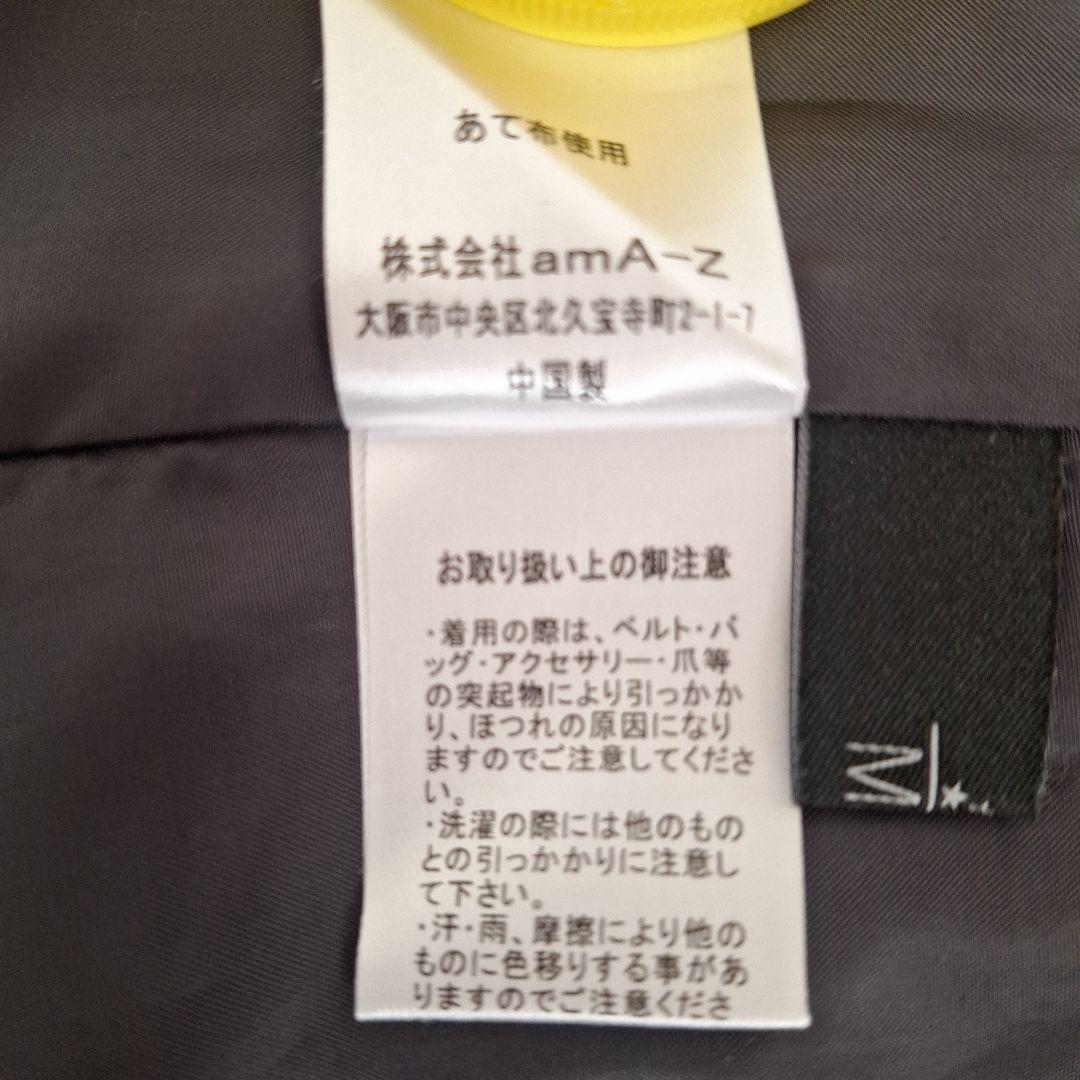 あて布使用
株式会社amA-z
大阪市中央区北久宝寺町2-1-7
中国製
お取り扱い上の御注意
・着用の際は、ベルト・バ
ッグ・アクセサリー・爪等
の突起物により引っかか
り、ほつれの原因になり
ますのでご注意してくださ
い。
・洗濯の際には他のもの
との引っかかりに注意し
て下さい。
・汗・雨、摩擦により他の
ものに色移りする事があ
りますのでご注意くださ
M